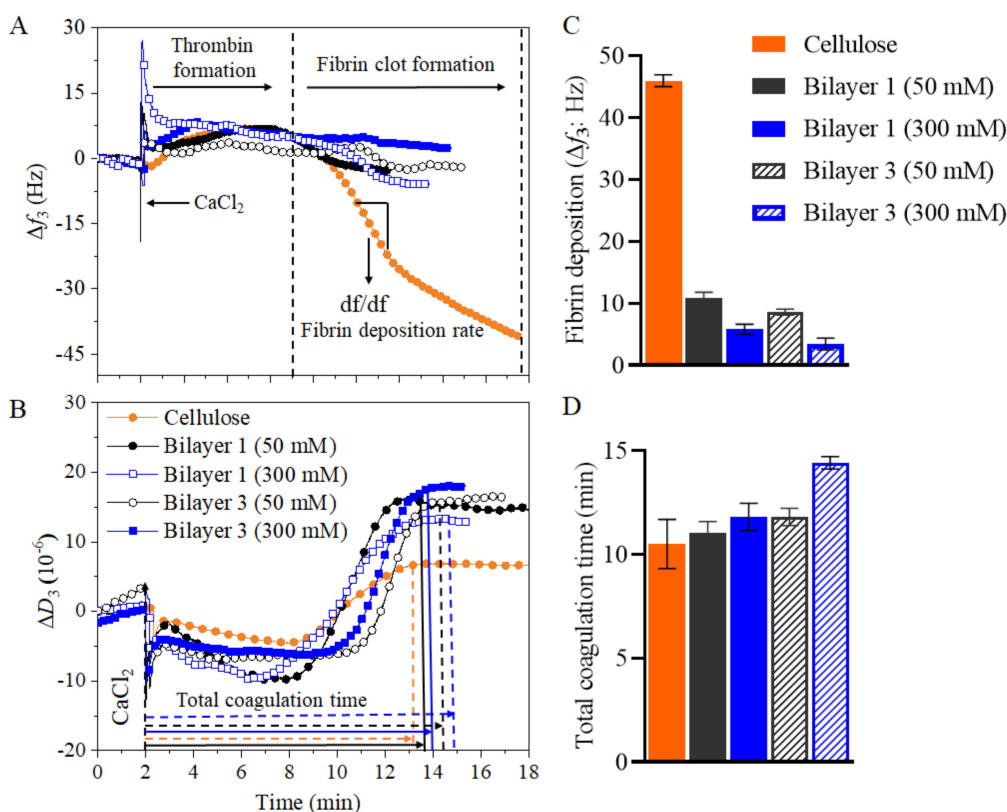 A
30
15
0
-15
-30
-45
Δf3 (Hz)
Thrombin
formation
Fibrin clot formation
CaCl2
df/df
Fibrin deposition rate
B
30
20
10
0
-10
-20
ΔD3 (10-6)
Cellulose
Bilayer 1 (50 mM)
Bilayer 1 (300 mM)
Bilayer 3 (50 mM)
Bilayer 3 (300 mM)
CaCl2
Total coagulation time
0 2 4 6 8 10 12 14 16 18
Time (min)
C
50
40
30
20
10
0
Fibrin deposition (Δf3: Hz)
Cellulose
Bilayer 1 (50 mM)
Bilayer 1 (300 mM)
Bilayer 3 (50 mM)
Bilayer 3 (300 mM)
D
15
10
5
0
Total coagulation time (min)